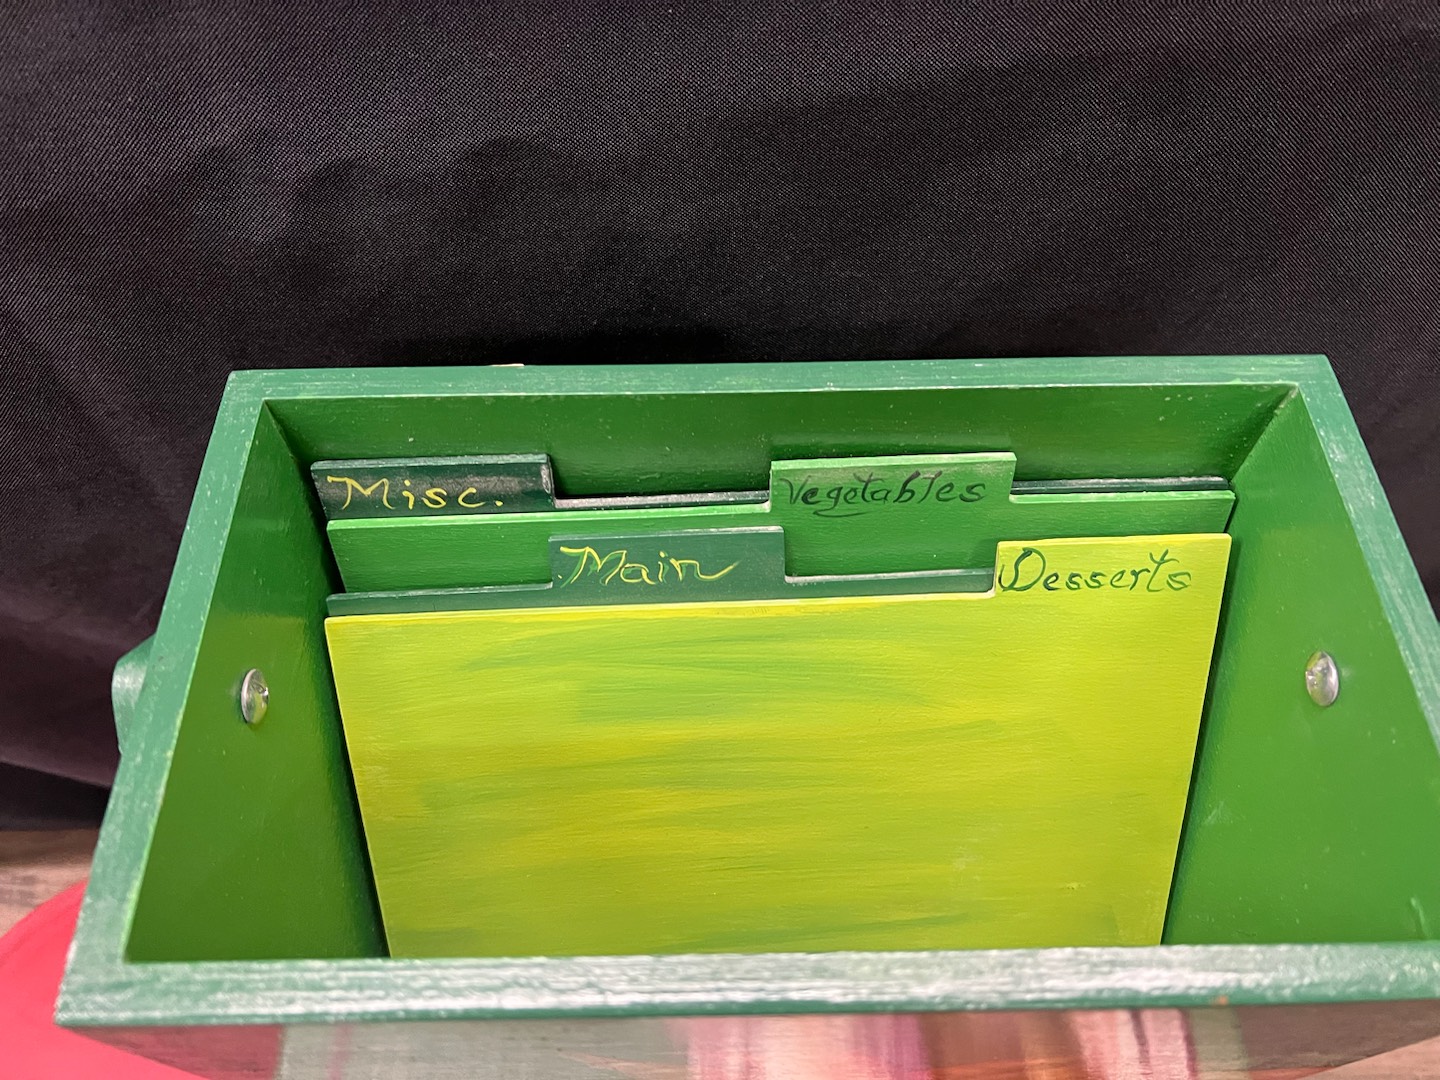 Misc.
Vegetables
Main
Desserts